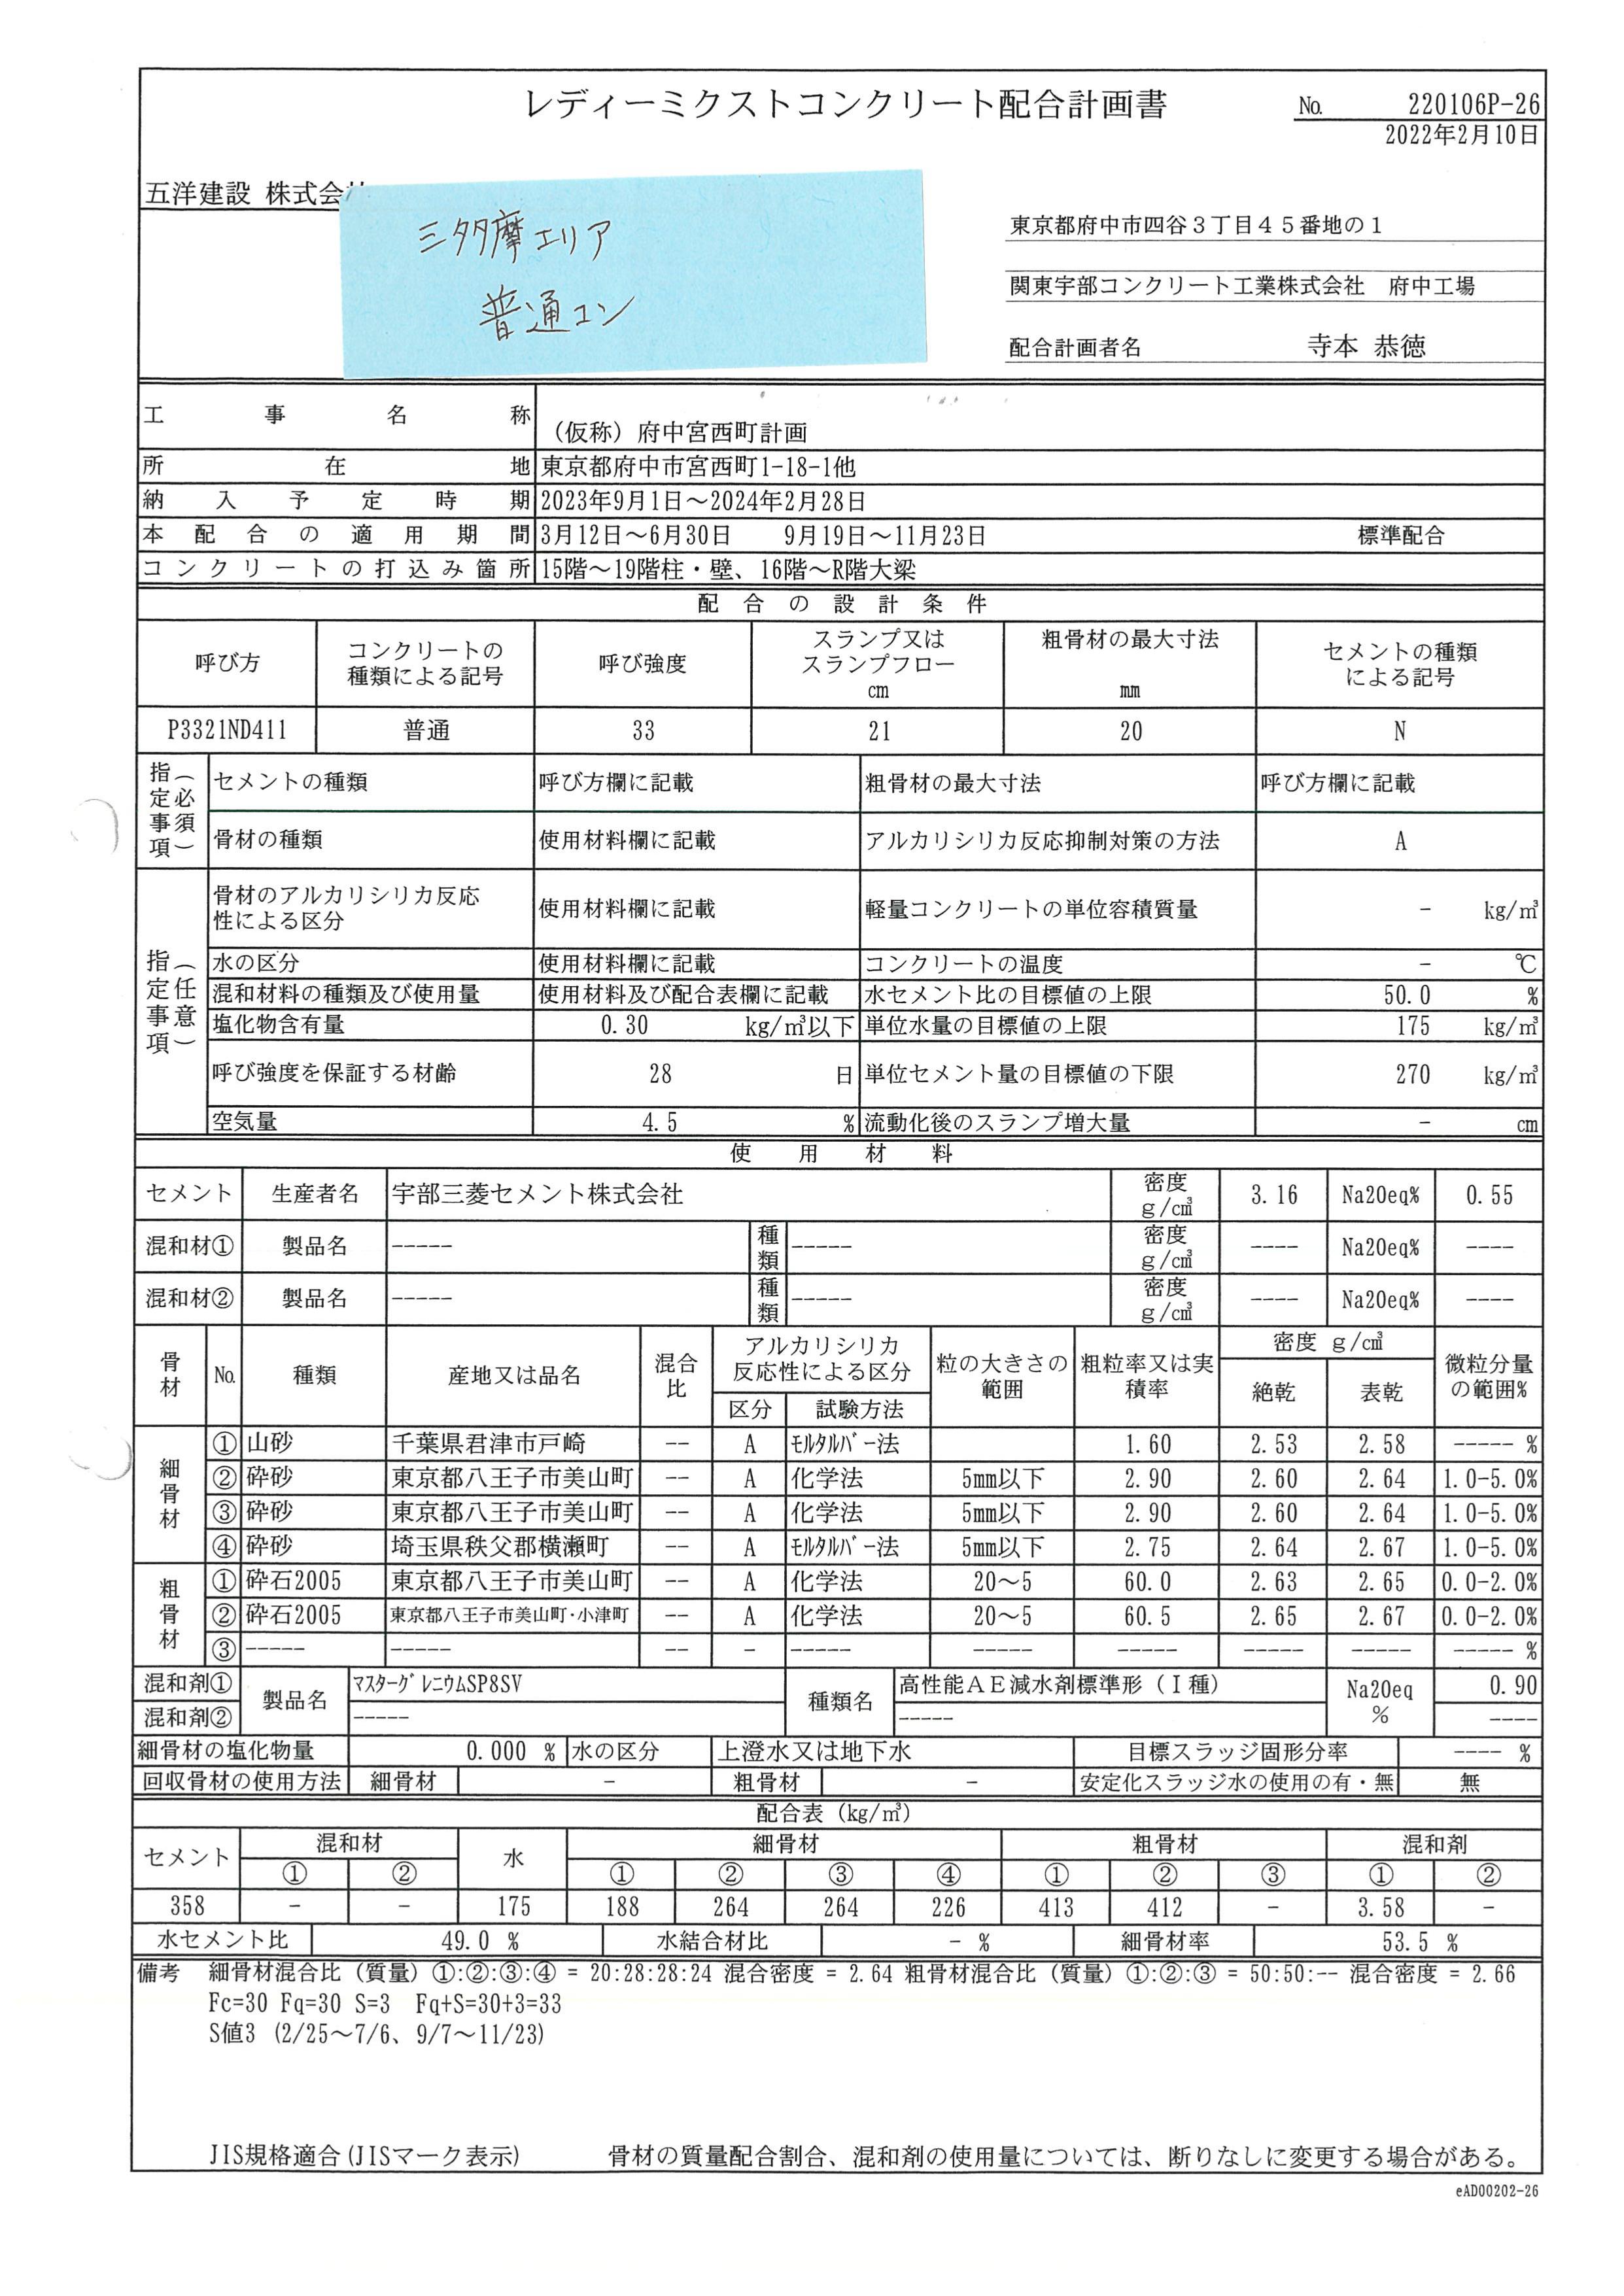 レディーミクストコンクリート配合計画書
No. 220106P-26
2022年2月10日
五洋建設 株式会
三多摩エリア
普通コン
東京都府中市四谷３丁目４５番地の１
関東宇部コンクリート工業株式会社 府中工場
配合計画者名 寺本 恭徳
工事名称 （仮称）府中宮西町計画
所在地 東京都府中市宮西町1-18-1他
納入予定時期 2023年9月1日～2024年2月28日
本配合の適用期間 3月12日～6月30日 9月19日～11月23日 標準配合
コンクリートの打込み箇所 15階～19階柱・壁、16階～R階大梁
配合の設計条件
呼び方 コンクリートの種類による記号 呼び強度 スランプ又はスランプフロー cm 粗骨材の最大寸法 mm セメントの種類による記号
P3321ND411 普通 33 21 20 N
指定事項（必須）
セメントの種類 呼び方欄に記載 粗骨材の最大寸法 呼び方欄に記載
骨材の種類 使用材料欄に記載 アルカリシリカ反応抑制対策の方法 A
指定事項（任意）
骨材のアルカリシリカ反応性による区分 使用材料欄に記載 軽量コンクリートの単位容積質量 - kg/㎥
水の区分 使用材料欄に記載 コンクリートの温度 - ℃
混和材料の種類及び使用量 使用材料及び配合表欄に記載 水セメント比の目標値の上限 50.0 %
塩化物含有量 0.30 kg/㎥以下 単位水量の目標値の上限 175 kg/㎥
呼び強度を保証する材齢 28 日 単位セメント量の目標値の下限 270 kg/㎥
空気量 4.5 % 流動化後のスランプ増大量 - cm
使用材料
セメント 生産者名 宇部三菱セメント株式会社 密度 g/㎤ 3.16 Na2Oeq% 0.55
混和材① 製品名 ----- 種類 ----- 密度 g/㎤ ---- Na2Oeq% ----
混和材② 製品名 ----- 種類 ----- 密度 g/㎤ ---- Na2Oeq% ----
骨材 No. 種類 産地又は品名 混合比 アルカリシリカ反応性による区分 区分 試験方法 粒の大きさの範囲 粗粒率又は実積率 密度 g/㎤ 絶乾 表乾 微粒分量の範囲%
細骨材
① 山砂 千葉県君津市戸崎 -- A ﾓﾙﾀﾙﾊﾞｰ法 1.60 2.53 2.58 ----- %
② 砕砂 東京都八王子市美山町 -- A 化学法 5mm以下 2.90 2.60 2.64 1.0-5.0%
③ 砕砂 東京都八王子市美山町 -- A 化学法 5mm以下 2.90 2.60 2.64 1.0-5.0%
④ 砕砂 埼玉県秩父郡横瀬町 -- A ﾓﾙﾀﾙﾊﾞｰ法 5mm以下 2.75 2.64 2.67 1.0-5.0%
粗骨材
① 砕石2005 東京都八王子市美山町 -- A 化学法 20～5 60.0 2.63 2.65 0.0-2.0%
② 砕石2005 東京都八王子市美山町･小津町 -- A 化学法 20～5 60.5 2.65 2.67 0.0-2.0%
③ ----- ----- -- - ----- ----- ----- ----- ----- ----- %
混和剤① 製品名 ﾏｽﾀｰｸﾞﾚﾆｳﾑSP8SV 種類名 高性能ＡＥ減水剤標準形（Ⅰ種） Na2Oeq % 0.90
混和剤② ----- ----- ----
細骨材の塩化物量 0.000 % 水の区分 上澄水又は地下水 目標スラッジ固形分率 ---- %
回収骨材の使用方法 細骨材 - 粗骨材 - 安定化スラッジ水の使用の有・無 無
配合表（kg/㎥）
セメント 混和材 水 細骨材 粗骨材 混和剤
① ② ① ② ③ ④ ① ② ③ ① ②
358 - - 175 188 264 264 226 413 412 - 3.58 -
水セメント比 49.0 % 水結合材比 - % 細骨材率 53.5 %
備考 細骨材混合比（質量）①:②:③:④ = 20:28:28:24 混合密度 = 2.64 粗骨材混合比（質量）①:②:③ = 50:50:-- 混合密度 = 2.66
Fc=30 Fq=30 S=3 Fq+S=30+3=33
S値3 (2/25～7/6、9/7～11/23)
JIS規格適合(JISマーク表示) 骨材の質量配合割合、混和剤の使用量については、断りなしに変更する場合がある。
eAD00202-26